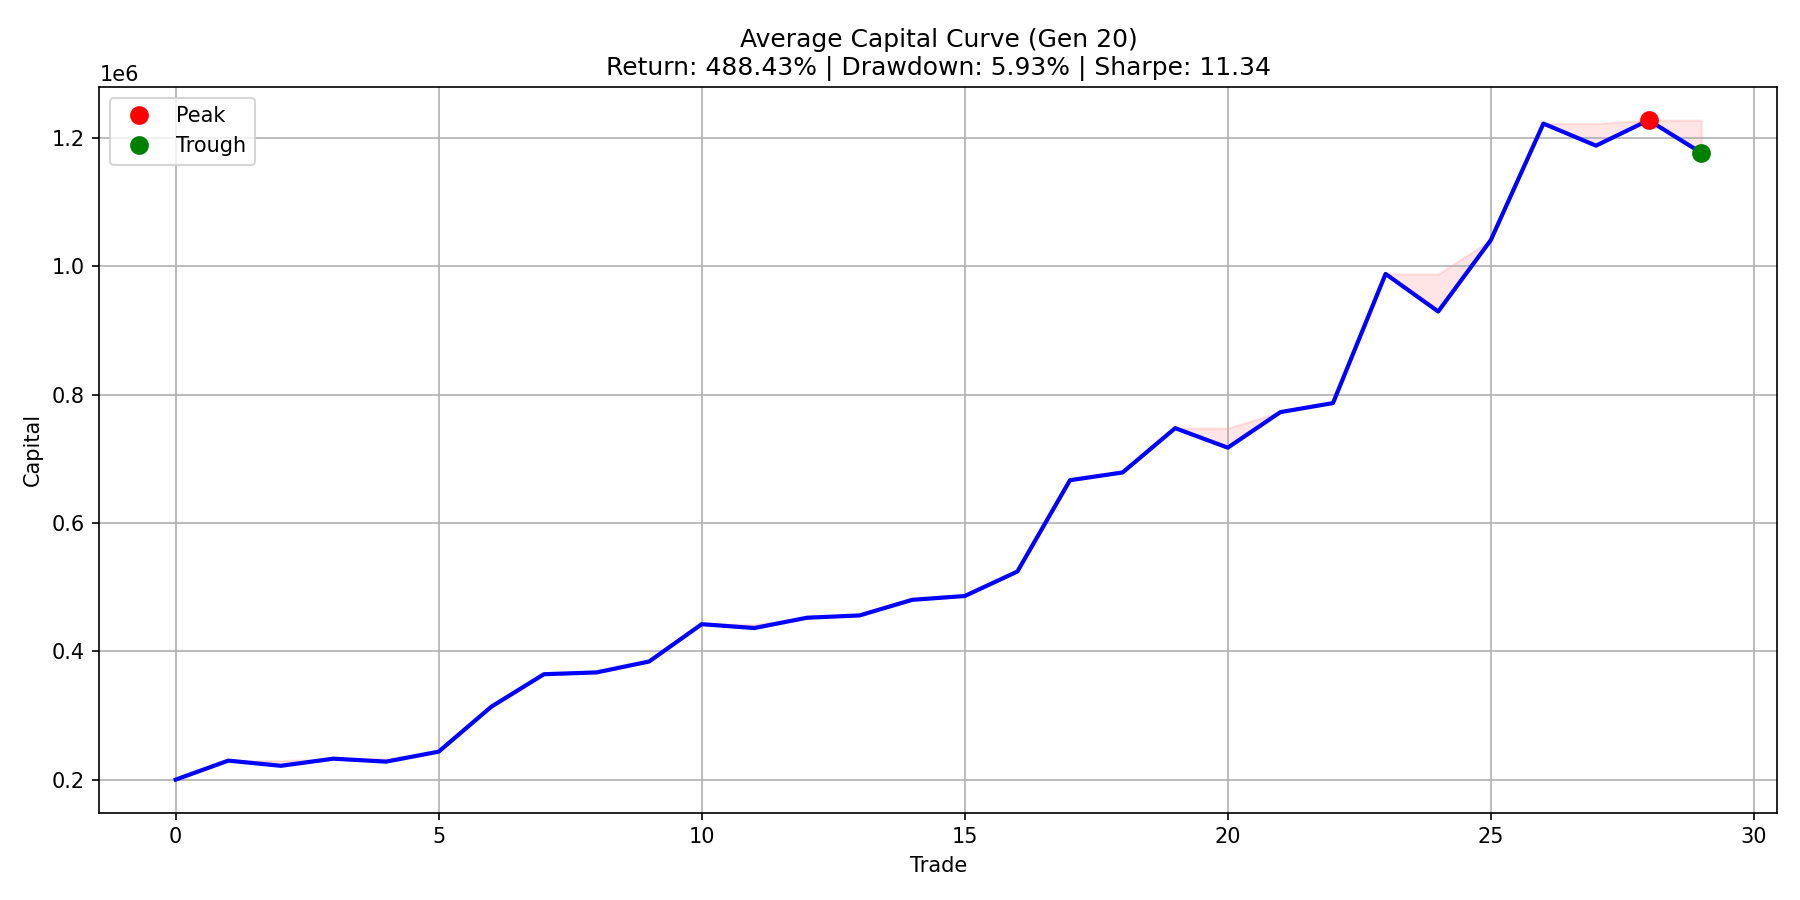 Average Capital Curve (Gen 20)
Return: 488.43% | Drawdown: 5.93% | Sharpe: 11.34
1e6
Peak
Trough
1.2
1.0
0.8
0.6
0.4
0.2
Capital
0 5 10 15 20 25 30
Trade